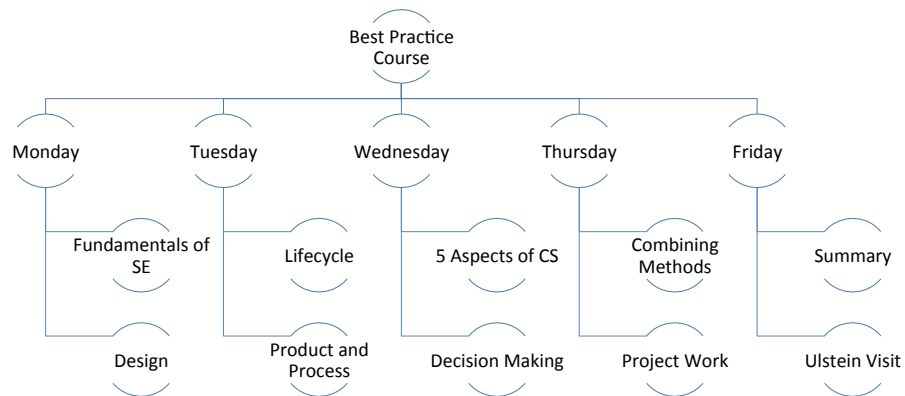 Best Practice
Course
Monday
Tuesday
Wednesday
Thursday
Friday
Fundamentals of
SE
Lifecycle
5 Aspects of CS
Combining
Methods
Summary
Design
Product and
Process
Decision Making
Project Work
Ulstein Visit